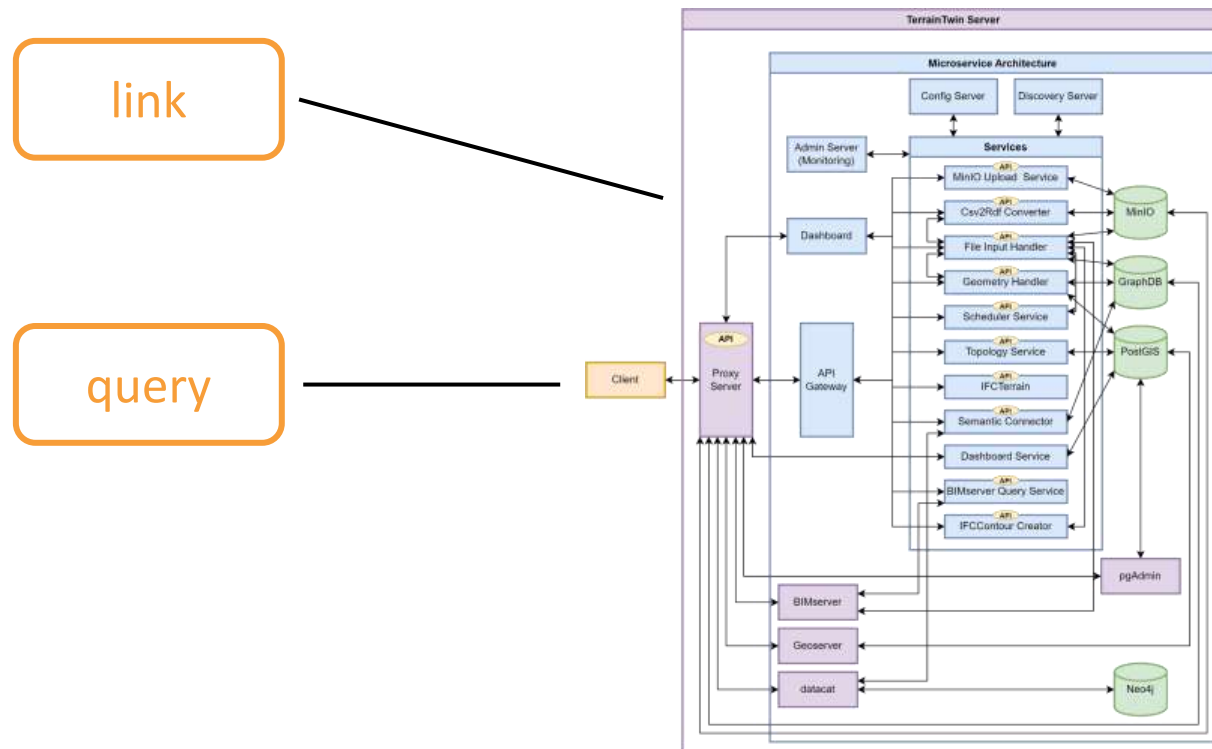 TerrainTwin Server
link
Microservice Architecture
Config Server
Discovery Server
Admin Server
(Monitoring)
Services
API
MinIO Upload Service
API
Csv2Rdf Converter
MinIO
Dashboard
API
File Input Handler
API
Geometry Handler
GraphDB
API
Scheduler Service
query
Client
API
Proxy
Server
API
Gateway
API
Topology Service
PostGIS
API
IFCTerrain
API
Semantic Connector
Dashboard Service
API
BIMserver Query Service
API
IFCContour Creator
pgAdmin
BIMserver
Geoserver
datacat
Neo4j